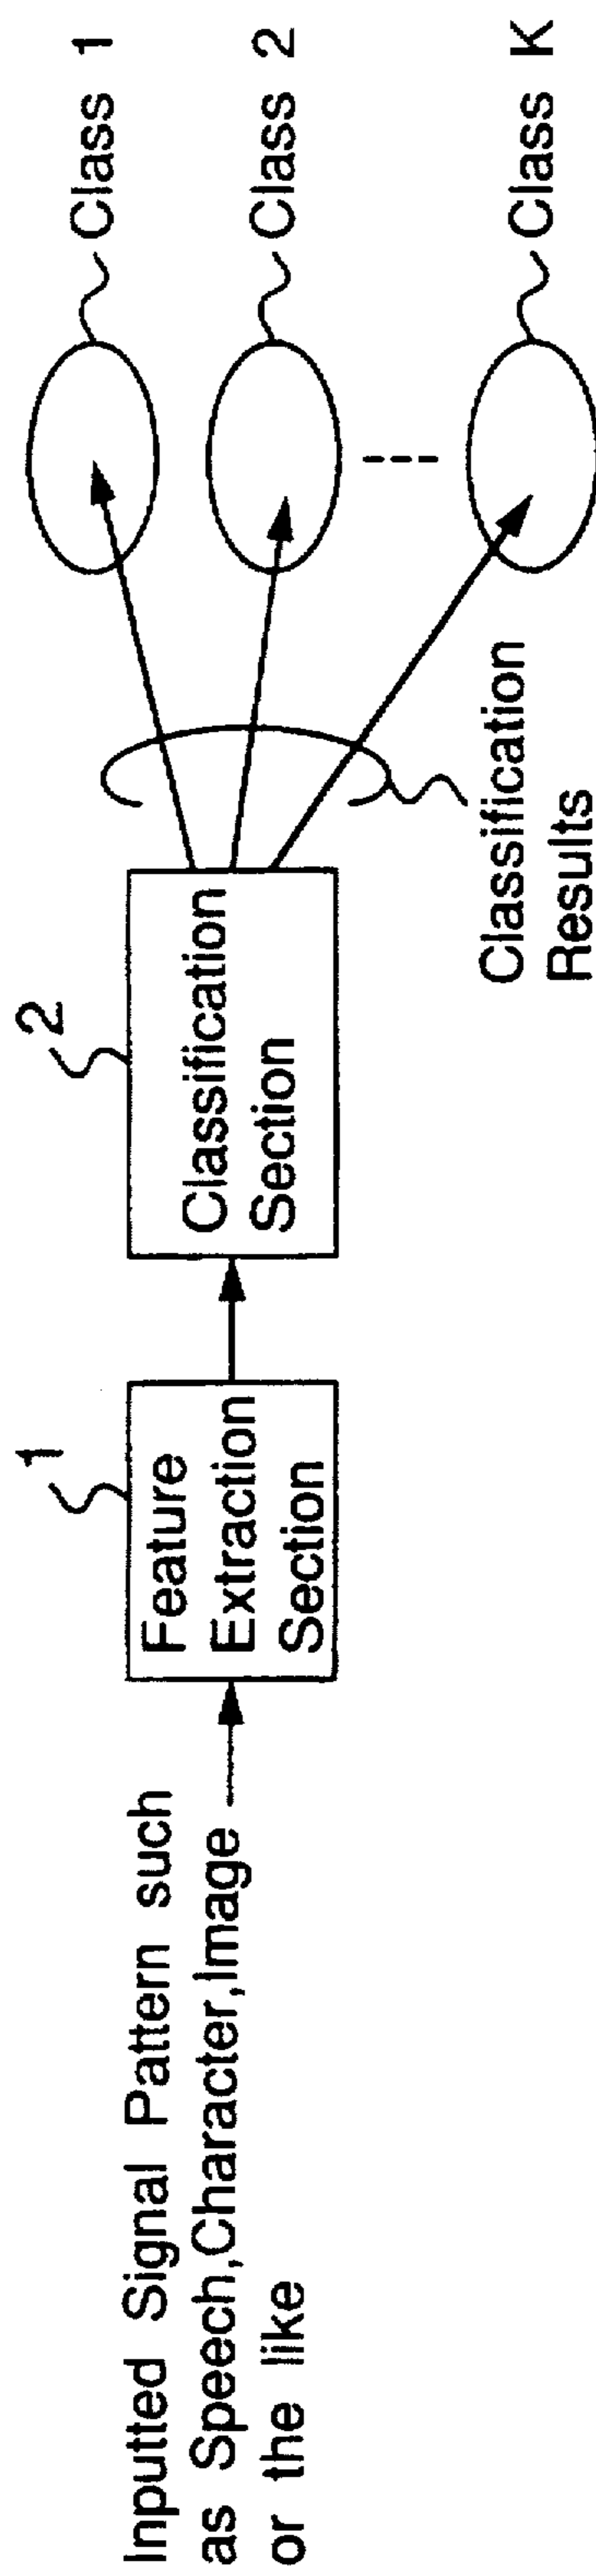 Inputted Signal Pattern such
as Speech,Character,Image
or the like
1
Feature
Extraction
Section
2
Classification
Section
Classification
Results
Class 1
Class 2
Class K